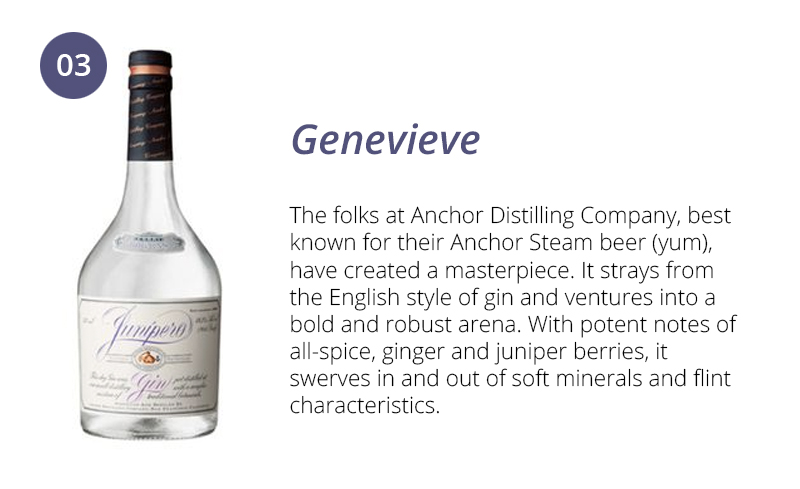 03
Genevieve
The folks at Anchor Distilling Company, best
known for their Anchor Steam beer (yum),
have created a masterpiece. It strays from
the English style of gin and ventures into a
bold and robust arena. With potent notes of
all-spice, ginger and juniper berries, it
swerves in and out of soft minerals and flint
characteristics.
Junípero
Gin